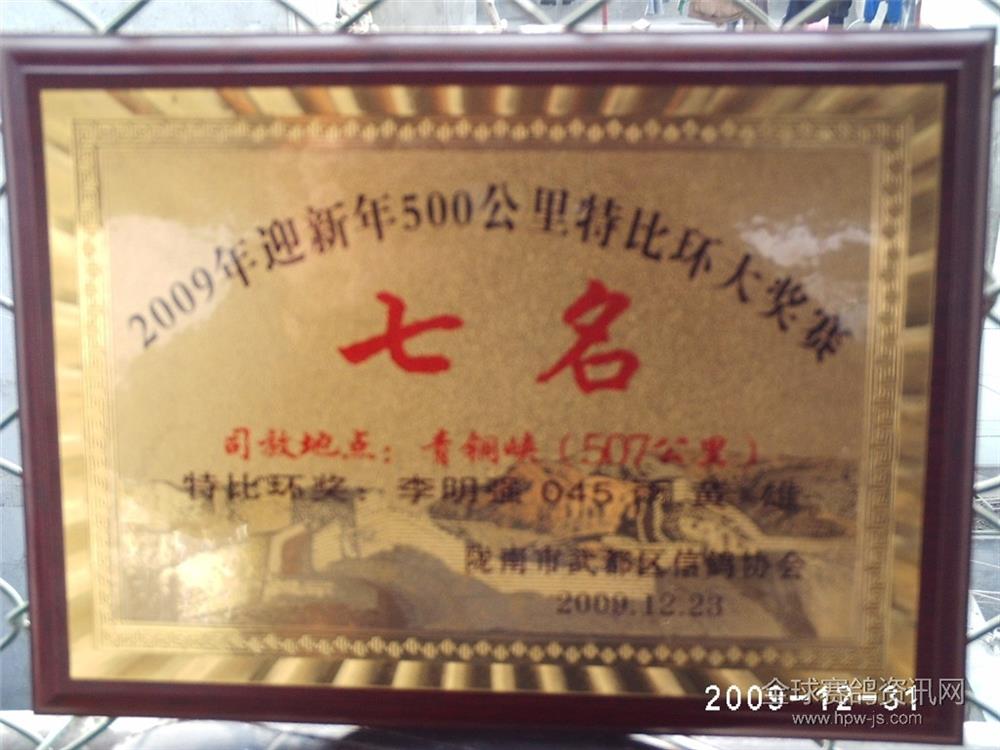 2009年迎新年500公里特比环大奖赛
七名
司放地点：青铜峡（507公里）
特比环奖：李明强 045 雨 黄 雄
陇南市武都区信鸽协会
2009.12.23
2009-12-31
全球赛鸽资讯网
www.hpw-js.com